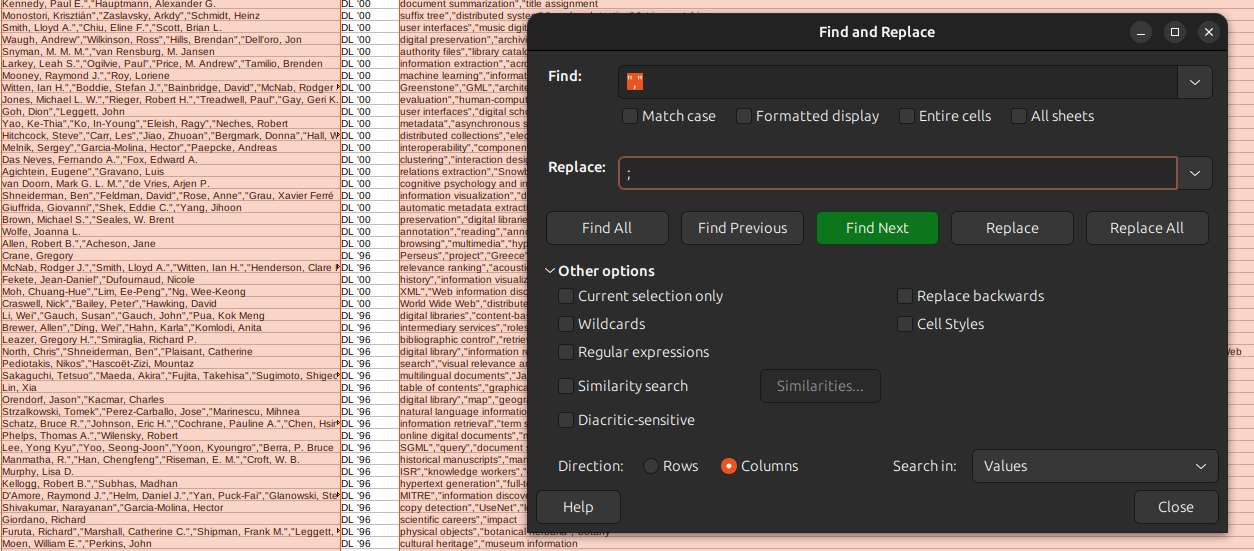 Kennedy, Paul E.","Hauptmann, Alexander G. DL '00 document summarization","title assignment
Monostori, Krisztián","Zaslavsky, Arkdy","Schmidt, Heinz DL '00 suffix tree","distributed system
Smith, Lloyd A.","Chiu, Eline F.","Scott, Brian L. DL '00 user interfaces","music digit
Waugh, Andrew","Wilkinson, Ross","Hills, Brendan","Dell'oro, Jon DL '00 digital preservation","archivi
Snyman, M. M. M.","van Rensburg, M. Jansen DL '00 authority files","library catalo
Larkey, Leah S.","Ogilvie, Paul","Price, M. Andrew","Tamilio, Brenden DL '00 information extraction","acro
Mooney, Raymond J.","Roy, Loriene DL '00 machine learning","informat
Witten, Ian H.","Boddie, Stefan J.","Bainbridge, David","McNab, Rodger DL '00 Greenstone","GML","archite
Jones, Michael L. W.","Rieger, Robert H.","Treadwell, Paul","Gay, Geri K. DL '00 evaluation","human-comput
Goh, Dion","Leggett, John DL '00 user interfaces","digital scho
Yao, Ke-Thia","Ko, In-Young","Eleish, Ragy","Neches, Robert DL '00 metadata","asynchronous s
Hitchcock, Steve","Carr, Les","Jiao, Zhuoan","Bergmark, Donna","Hall, W DL '00 distributed collections","elec
Melnik, Sergey","Garcia-Molina, Hector","Paepcke, Andreas DL '00 interoperability","component
Das Neves, Fernando A.","Fox, Edward A. DL '00 clustering","interaction desig
Agichtein, Eugene","Gravano, Luis DL '00 relations extraction","Snowb
van Doorn, Mark G. L. M.","de Vries, Arjen P. DL '00 cognitive psychology and in
Shneiderman, Ben","Feldman, David","Rose, Anne","Grau, Xavier Ferré DL '00 information visualization","d
Giuffrida, Giovanni","Shek, Eddie C.","Yang, Jihoon DL '00 automatic metadata extract
Brown, Michael S.","Seales, W. Brent DL '00 preservation","digital librarie
Wolfe, Joanna L. DL '00 annotation","reading","anno
Allen, Robert B.","Acheson, Jane DL '00 browsing","multimedia","hyp
Crane, Gregory DL '96 Perseus","project","Greece"
McNab, Rodger J.","Smith, Lloyd A.","Witten, Ian H.","Henderson, Clare DL '96 relevance ranking","acousti
Fekete, Jean-Daniel","Dufournaud, Nicole DL '00 history","information visualiz
Moh, Chuang-Hue","Lim, Ee-Peng","Ng, Wee-Keong DL '00 XML","Web information disc
Craswell, Nick","Bailey, Peter","Hawking, David DL '00 World Wide Web","distribute
Li, Wei","Gauch, Susan","Gauch, John","Pua, Kok Meng DL '96 digital libraries","content-bas
Brewer, Allen","Ding, Wei","Hahn, Karla","Komlodi, Anita DL '96 intermediary services","roles
Leazer, Gregory H.","Smiraglia, Richard P. DL '96 bibliographic control","retriev
North, Chris","Shneiderman, Ben","Plaisant, Catherine DL '96 digital library","information re Web
Pediotakis, Nikos","Hascoët-Zizi, Mountaz DL '96 search","visual relevance an
Sakaguchi, Tetsuo","Maeda, Akira","Fujita, Takehisa","Sugimoto, Shigeo DL '96 multilingual documents","Ja
Lin, Xia DL '96 table of contents","graphica
Orendorf, Jason","Kacmar, Charles DL '96 digital library","map","geogra
Strzalkowski, Tomek","Perez-Carballo, Jose","Marinescu, Mihnea DL '96 natural language informatio
Schatz, Bruce R.","Johnson, Eric H.","Cochrane, Pauline A.","Chen, Hsin DL '96 information retrieval","term s
Phelps, Thomas A.","Wilensky, Robert DL '96 online digital documents","m
Lee, Yong Kyu","Yoo, Seong-Joon","Yoon, Kyoungro","Berra, P. Bruce DL '96 SGML","query","document s
Manmatha, R.","Han, Chengfeng","Riseman, E. M.","Croft, W. B. DL '96 historical manuscripts","man
Murphy, Lisa D. DL '96 ISR","knowledge workers","
Kellogg, Robert B.","Subhas, Madhan DL '96 hypertext generation","full-te
D'Amore, Raymond J.","Helm, Daniel J.","Yan, Puck-Fai","Glanowski, Ste DL '96 MITRE","information discove
Shivakumar, Narayanan","Garcia-Molina, Hector DL '96 copy detection","UseNet","
Giordano, Richard DL '96 scientific careers","impact
Furuta, Richard","Marshall, Catherine C.","Shipman, Frank M.","Leggett, DL '96 physical objects","botanical herbaria","botany
Moen, William E.","Perkins, John DL '96 cultural heritage","museum information
Find and Replace
Find: ","
Match case Formatted display Entire cells All sheets
Replace: ;
Find All Find Previous Find Next Replace Replace All
Other options
Current selection only Replace backwards
Wildcards Cell Styles
Regular expressions
Similarity search Similarities...
Diacritic-sensitive
Direction: Rows Columns Search in: Values
Help Close